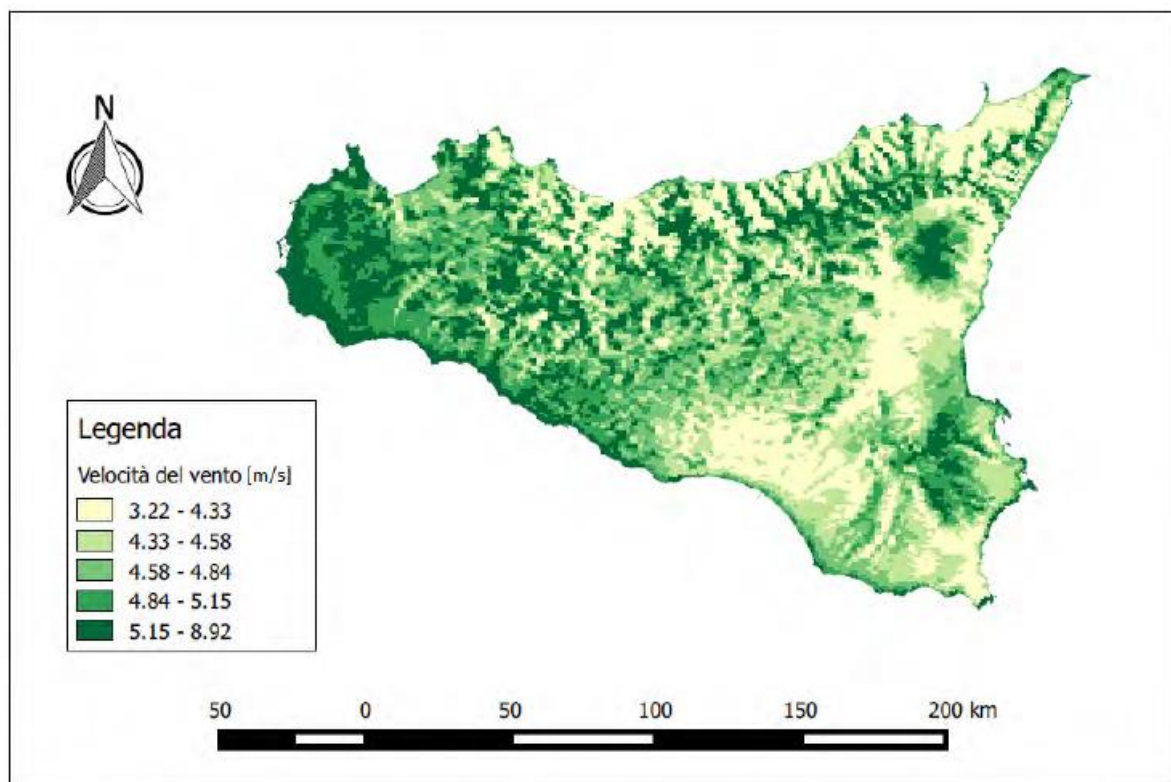 N
Legenda
Velocità del vento [m/s]
3.22 - 4.33
4.33 - 4.58
4.58 - 4.84
4.84 - 5.15
5.15 - 8.92
50 0 50 100 150 200 km